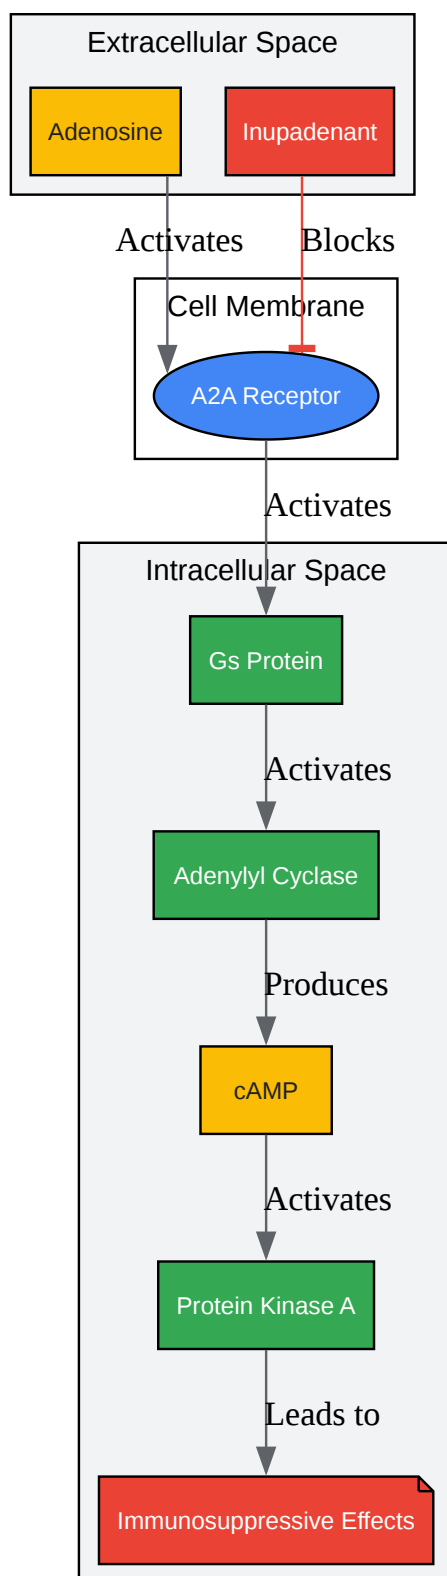 Extracellular Space
Adenosine
Inupadenant
Activates
Blocks
Cell Membrane
A2A Receptor
Activates
Intracellular Space
Gs Protein
Activates
Adenylyl Cyclase
Produces
cAMP
Activates
Protein Kinase A
Leads to
Immunosuppressive Effects